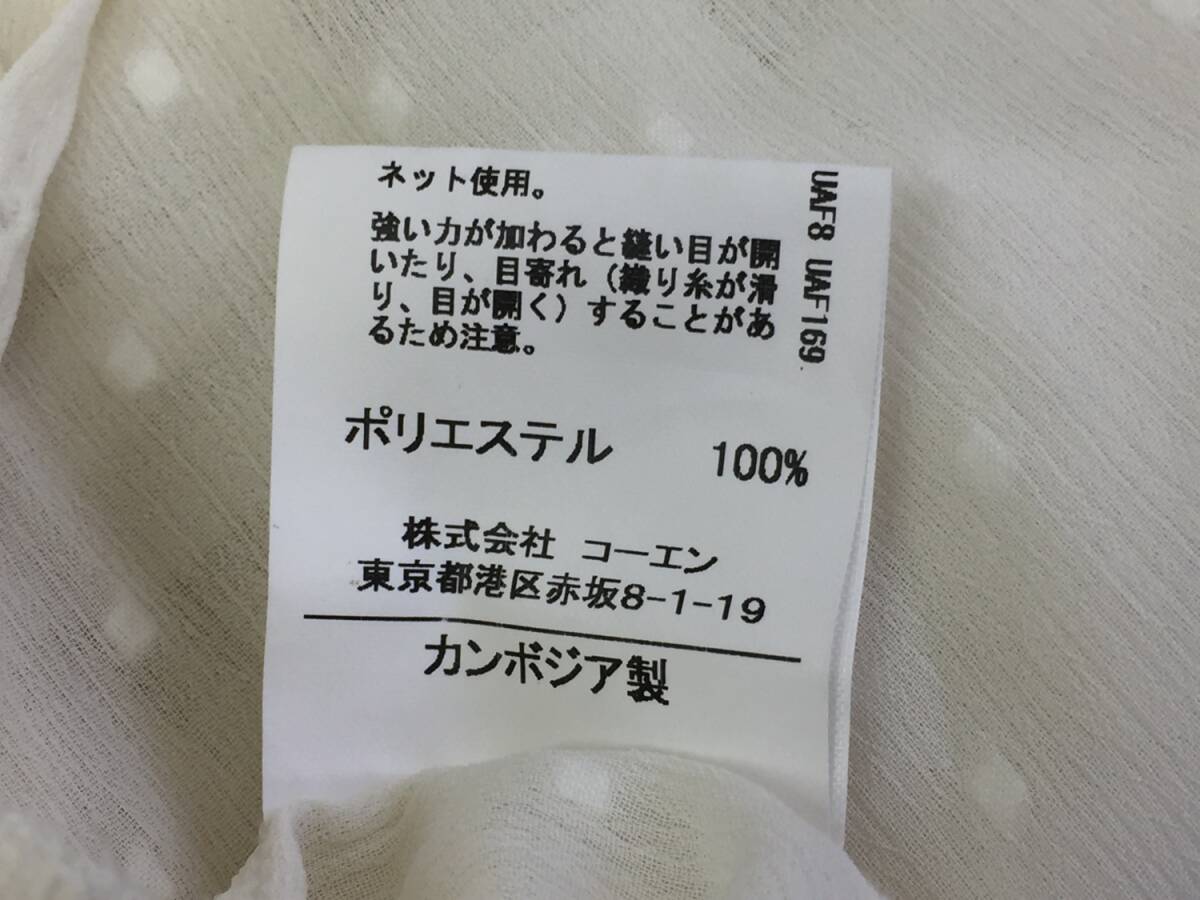 ネット使用。
強い力が加わると縫い目が開
いたり、目寄れ（織り糸が滑
り、目が開く）することがあ
るため注意。
UAF8 UAF169
ポリエステル 100%
株式会社 コーエン
東京都港区赤坂8-1-19
カンボジア製